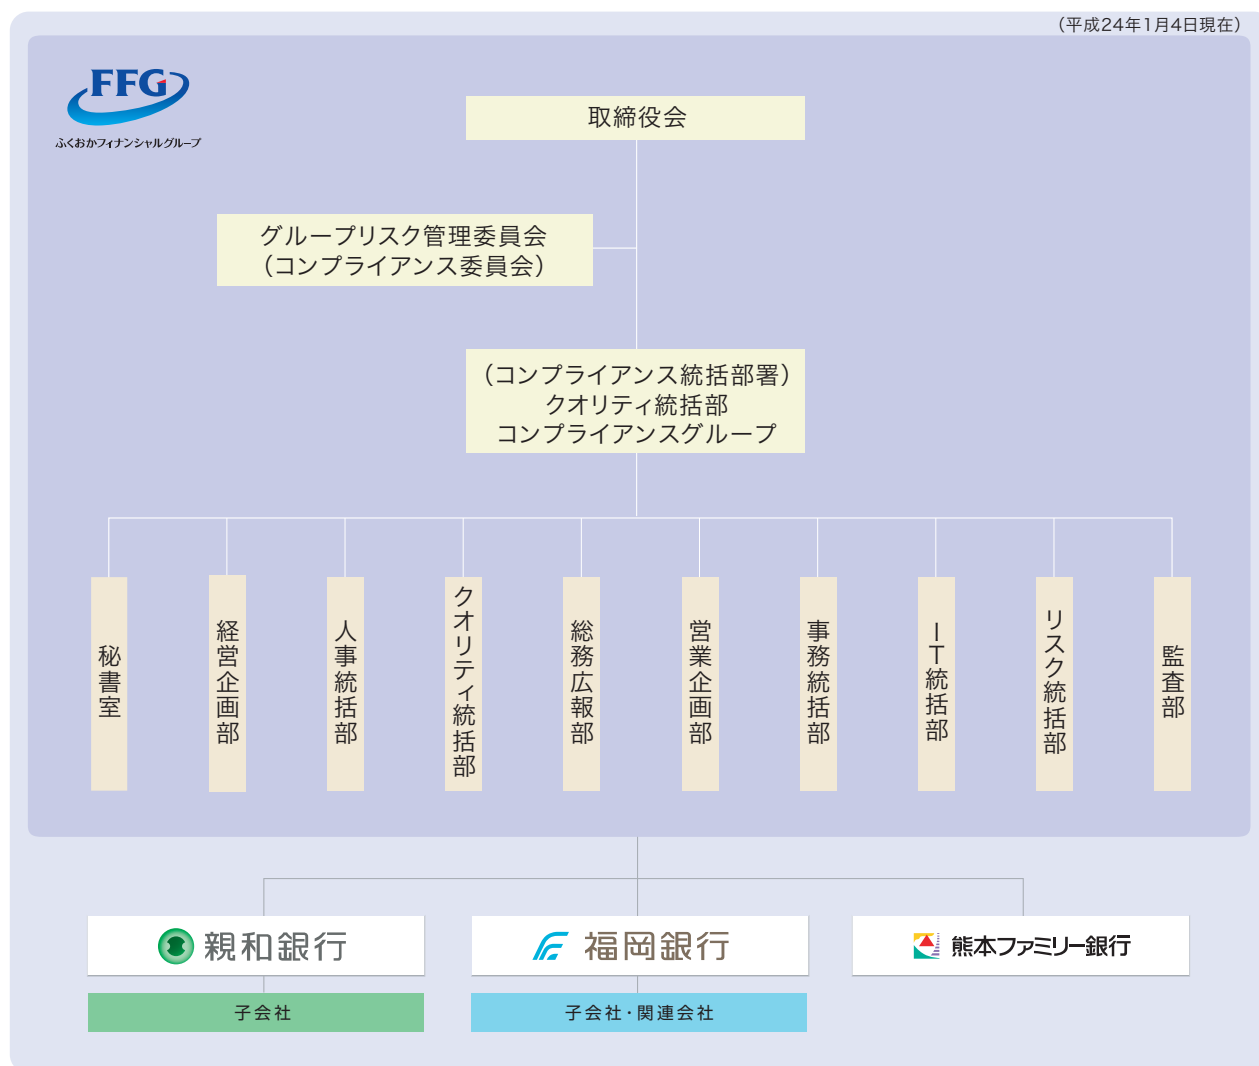 （平成24年1月4日現在）
FFG
ふくおかフィナンシャルグループ
取締役会
グループリスク管理委員会
（コンプライアンス委員会）
（コンプライアンス統括部署）
クオリティ統括部
コンプライアンスグループ
秘書室
経営企画部
人事統括部
クオリティ統括部
総務広報部
営業企画部
事務統括部
IT統括部
リスク統括部
監査部
親和銀行
福岡銀行
熊本ファミリー銀行
子会社
子会社・関連会社